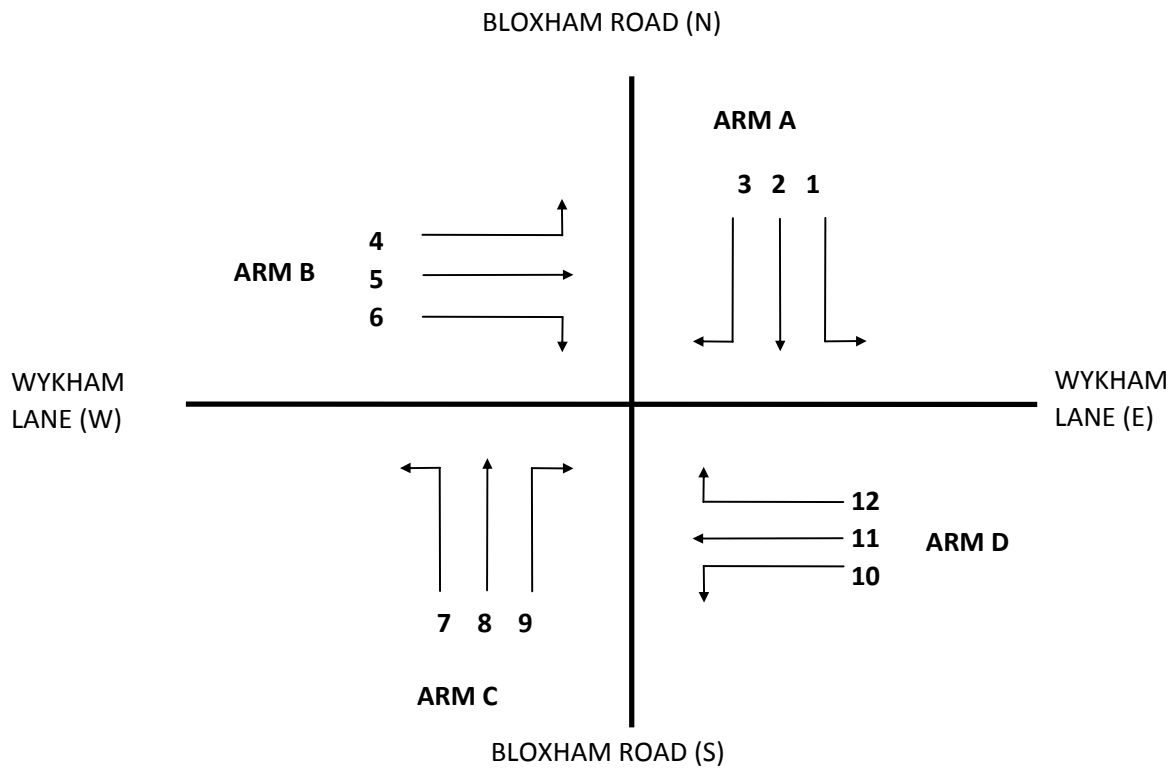 BLOXHAM ROAD (N)
ARM A
3 2 1
4
ARM B
5
6
WYKHAM
LANE (W)
WYKHAM
LANE (E)
12
11
ARM D
10
7 8 9
ARM C
BLOXHAM ROAD (S)